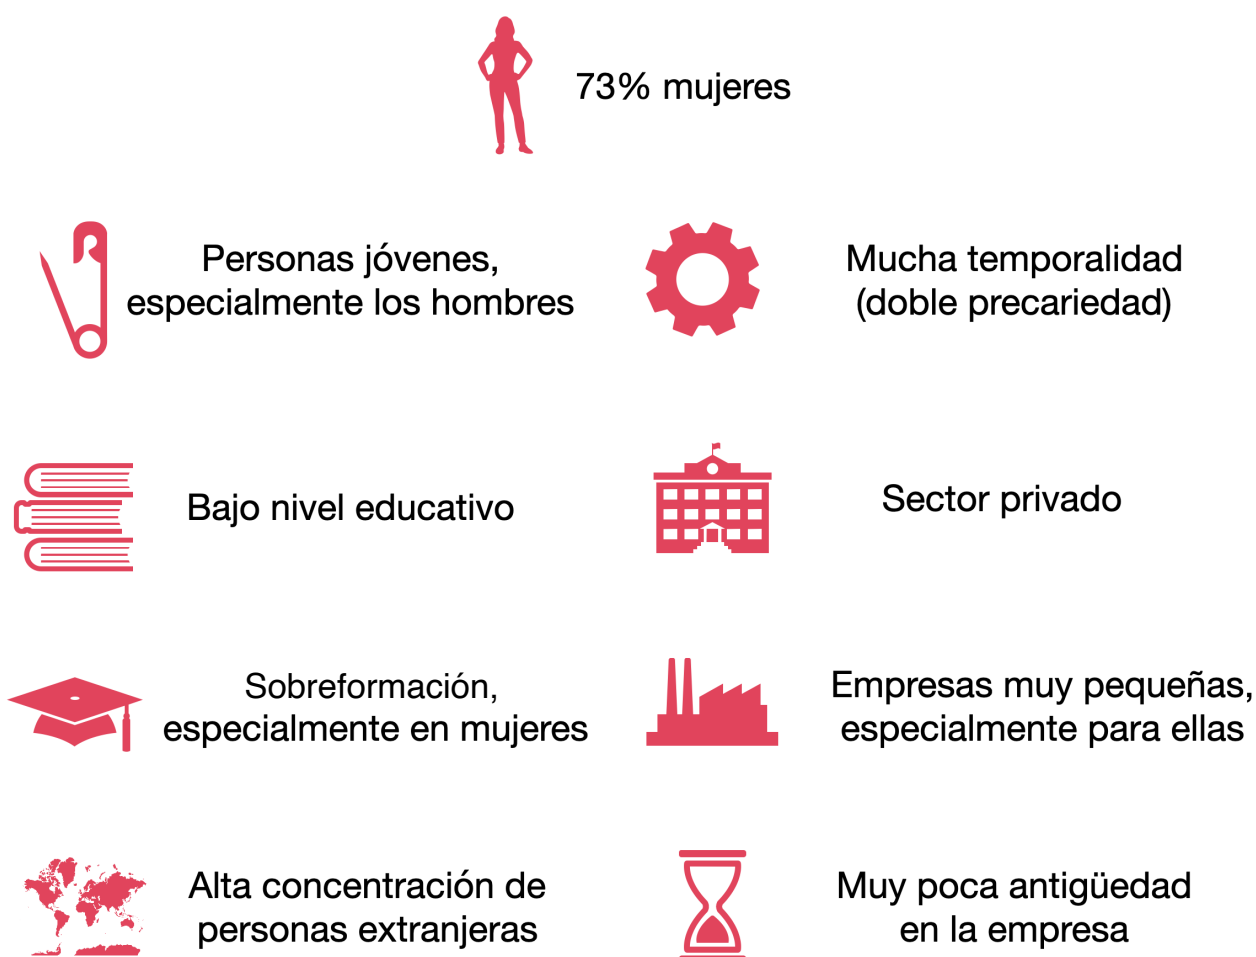 73% mujeres
Personas jóvenes,
especialmente los hombres
Mucha temporalidad
(doble precariedad)
Bajo nivel educativo
Sector privado
Sobreformación,
especialmente en mujeres
Empresas muy pequeñas,
especialmente para ellas
Alta concentración de
personas extranjeras
Muy poca antigüedad
en la empresa